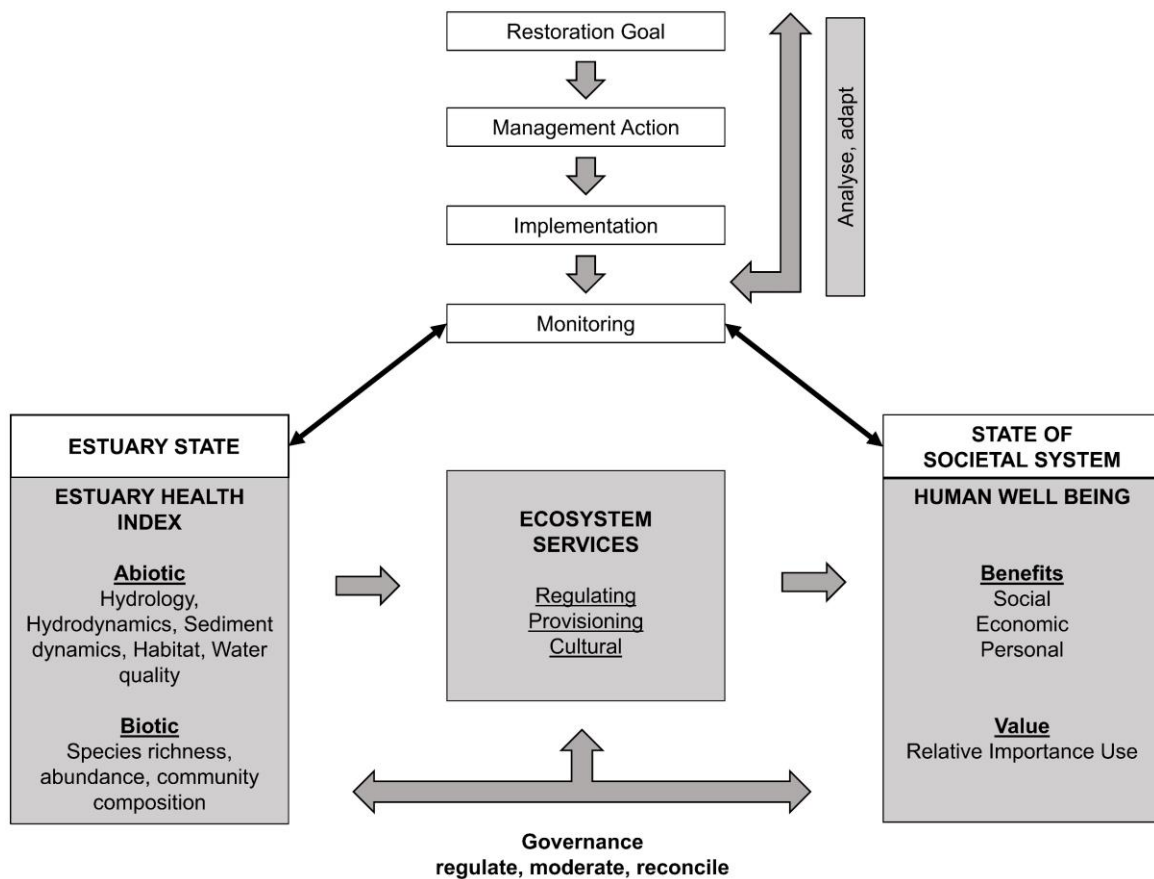 Restoration Goal
Management Action
Implementation
Monitoring
Analyse, adapt
ESTUARY STATE
ESTUARY HEALTH
INDEX
Abiotic
Hydrology,
Hydrodynamics, Sediment
dynamics, Habitat, Water
quality
Biotic
Species richness,
abundance, community
composition
ECOSYSTEM
SERVICES
Regulating
Provisioning
Cultural
STATE OF
SOCIETAL SYSTEM
HUMAN WELL BEING
Benefits
Social
Economic
Personal
Value
Relative Importance Use
Governance
regulate, moderate, reconcile